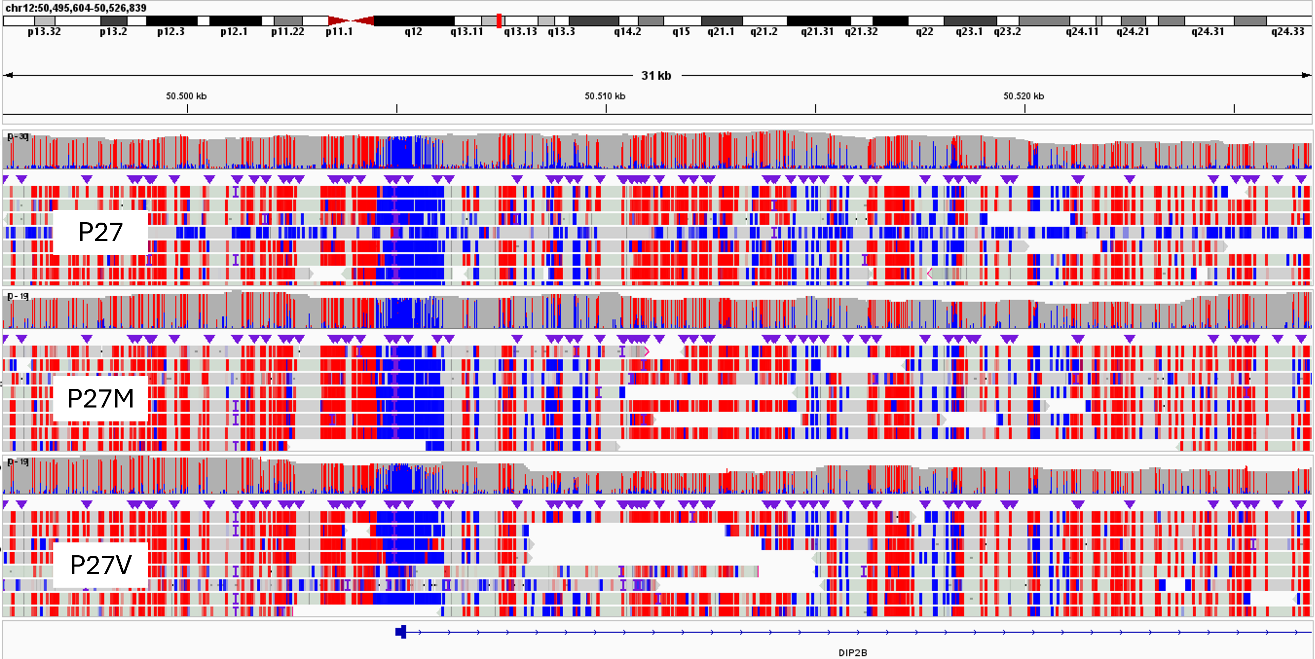 chr12:50,495,604-50,526,839
p13.32 p13.2 p12.3 p12.1 p11.22 p11.1 q12 q13.11 q13.13 q13.3 q14.2 q15 q21.1 q21.2 q21.31 q21.32 q22 q23.1 q23.2 q24.11 q24.21 q24.31 q24.33
31 kb
50.500 kb 50.510 kb 50.520 kb
P27
P27M
P27V
DIP2B